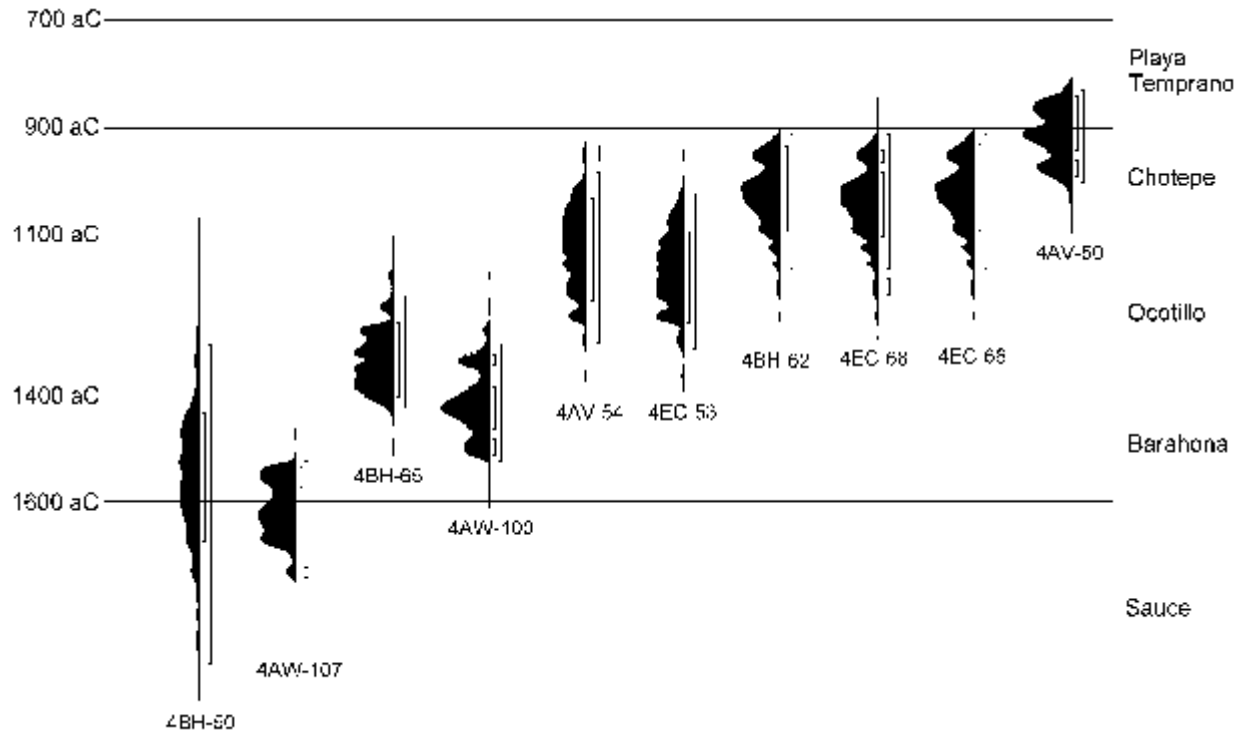 700 aC
Playa
Temprano
900 aC
Chotepe
1100 aC
4AV-50
Ocotillo
4BH 62
4EC 68
4EC 66
1400 aC
4AV 54
4EC 53
Barahona
4BH-65
1600 aC
4AW-100
Sauce
4AW-107
4BH-50